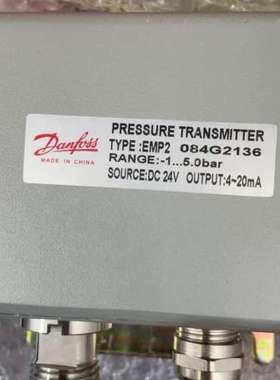 Danfoss
MADE IN CHINA
PRESSURE TRANSMITTER
TYPE :EMP2 084G2136
RANGE:-1...5.0bar
SOURCE:DC 24V OUTPUT:4~20mA